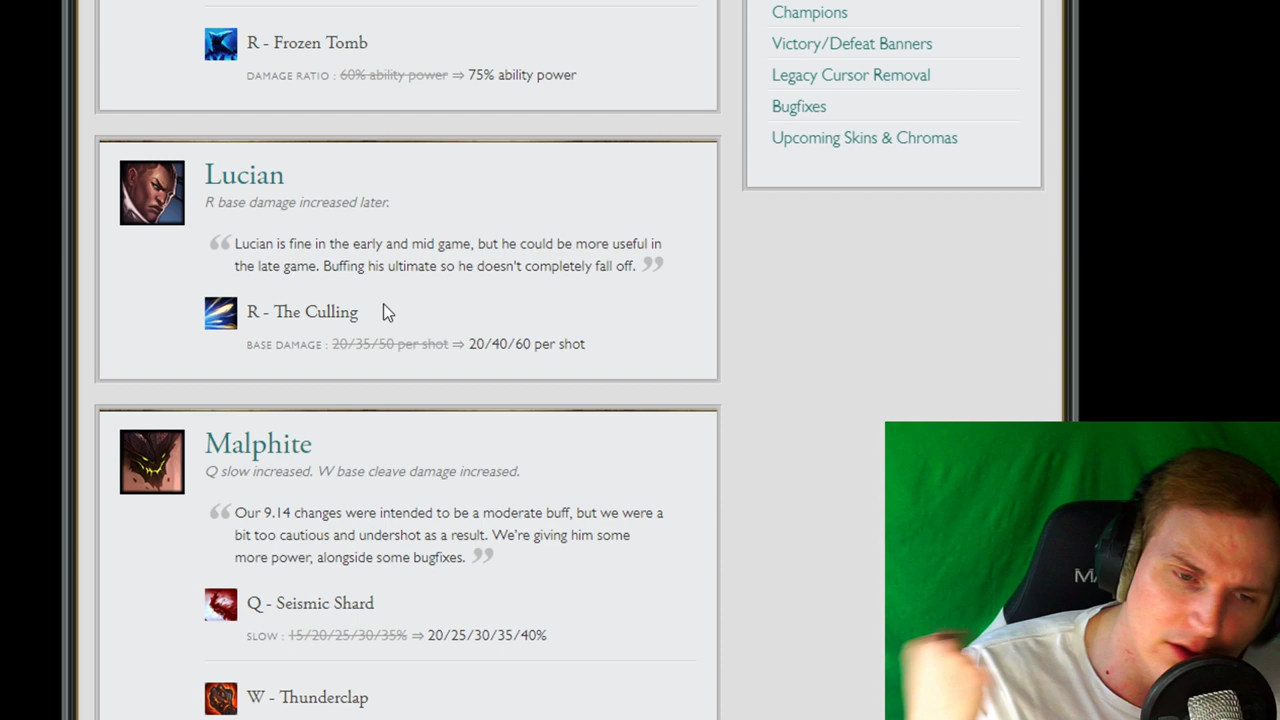 R - Frozen Tomb
DAMAGE RATIO : 60% ability power ⇒ 75% ability power
Champions
Victory/Defeat Banners
Legacy Cursor Removal
Bugfixes
Upcoming Skins & Chromas
Lucian
R base damage increased later.
“ Lucian is fine in the early and mid game, but he could be more useful in
the late game. Buffing his ultimate so he doesn't completely fall off. ”
R - The Culling
BASE DAMAGE : 20/35/50 per shot ⇒ 20/40/60 per shot
Malphite
Q slow increased. W base cleave damage increased.
“ Our 9.14 changes were intended to be a moderate buff, but we were a
bit too cautious and undershot as a result. We're giving him some
more power, alongside some bugfixes. ”
Q - Seismic Shard
SLOW : 15/20/25/30/35% ⇒ 20/25/30/35/40%
W - Thunderclap